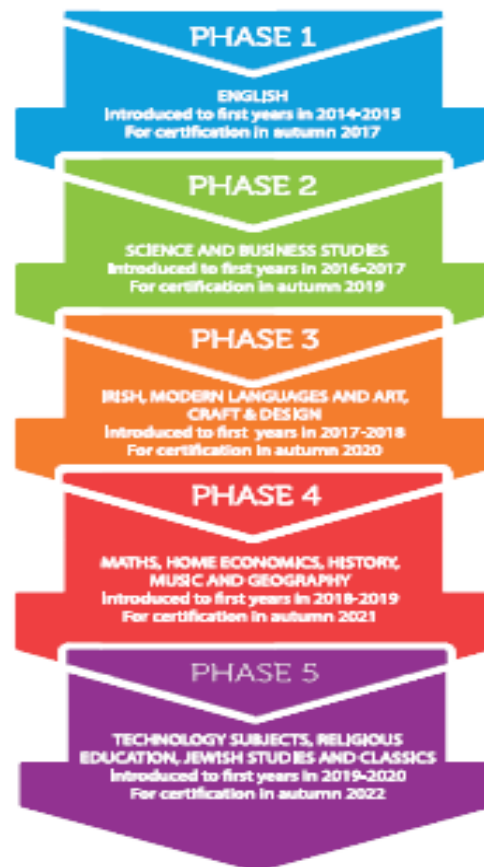 PHASE 1
ENGLISH
Introduced to first years in 2014-2015
For certification in autumn 2017
PHASE 2
SCIENCE AND BUSINESS STUDIES
Introduced to first years in 2016-2017
For certification in autumn 2019
PHASE 3
IRISH, MODERN LANGUAGES AND ART,
CRAFT & DESIGN
Introduced to first years in 2017-2018
For certification in autumn 2020
PHASE 4
MATHS, HOME ECONOMICS, HISTORY,
MUSIC AND GEOGRAPHY
Introduced to first years in 2018-2019
For certification in autumn 2021
PHASE 5
TECHNOLOGY SUBJECTS, RELIGIOUS
EDUCATION, JEWISH STUDIES AND CLASSICS
Introduced to first years in 2019-2020
For certification in autumn 2022